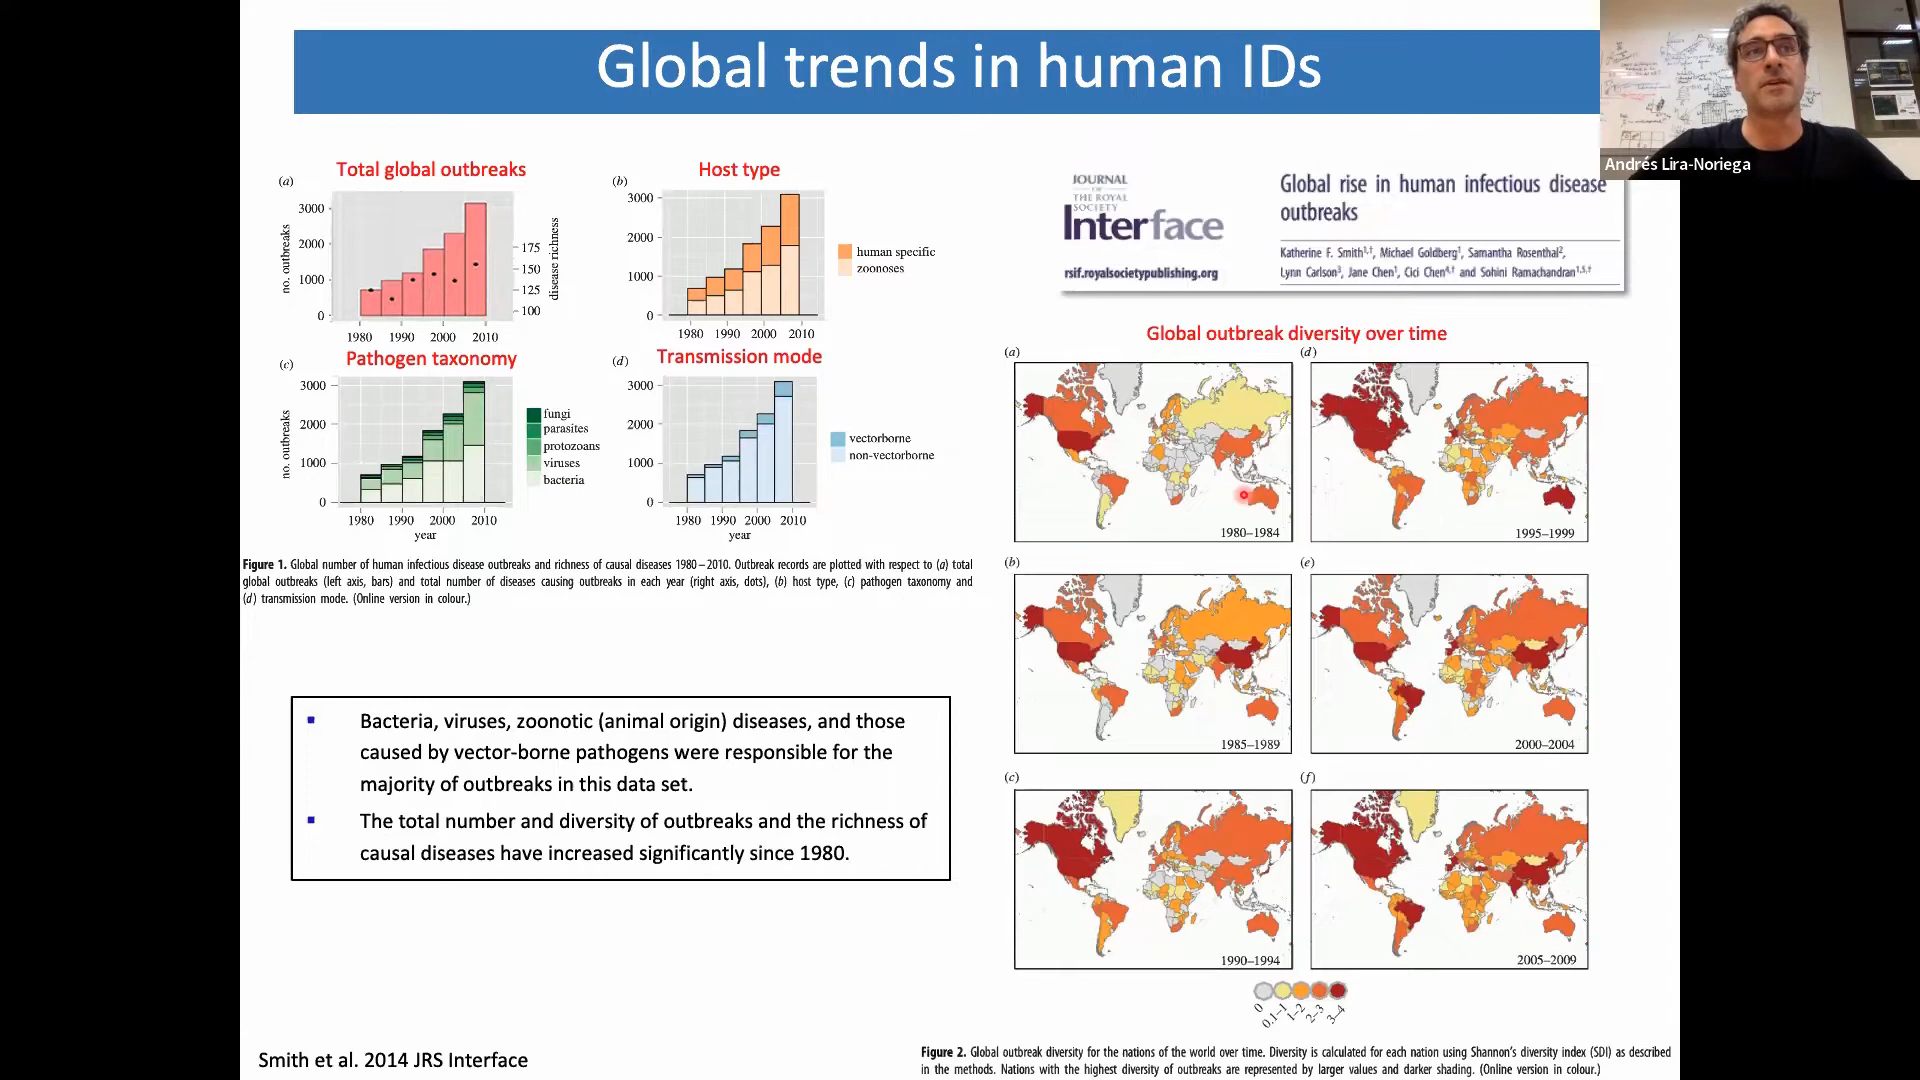 Global trends in human IDs
Andrés Lira-Noriega
Total global outbreaks
(a)
no. outbreaks
3000
2000
1000
0
175
150
125
100
disease richness
1980 1990 2000 2010
Host type
(b)
3000
2000
1000
0
1980 1990 2000 2010
human specific
zoonoses
Pathogen taxonomy
(c)
no. outbreaks
3000
2000
1000
0
1980 1990 2000 2010
year
fungi
parasites
protozoans
viruses
bacteria
Transmission mode
(d)
3000
2000
1000
0
1980 1990 2000 2010
year
vectorborne
non-vectorborne
Figure 1. Global number of human infectious disease outbreaks and richness of causal diseases 1980–2010. Outbreak records are plotted with respect to (a) total
global outbreaks (left axis, bars) and total number of diseases causing outbreaks in each year (right axis, dots), (b) host type, (c) pathogen taxonomy and
(d) transmission mode. (Online version in colour.)
Bacteria, viruses, zoonotic (animal origin) diseases, and those
caused by vector-borne pathogens were responsible for the
majority of outbreaks in this data set.
The total number and diversity of outbreaks and the richness of
causal diseases have increased significantly since 1980.
Smith et al. 2014 JRS Interface
JOURNAL
OF
THE ROYAL
SOCIETY
Interface
rsif.royalsocietypublishing.org
Global rise in human infectious disease
outbreaks
Katherine F. Smith1,†, Michael Goldberg1, Samantha Rosenthal2,
Lynn Carlson3, Jane Chen1, Cici Chen4,† and Sohini Ramachandran1,5,†
Global outbreak diversity over time
(a)
1980–1984
(d)
1995–1999
(b)
1985–1989
(e)
2000–2004
(c)
1990–1994
(f)
2005–2009
0 0.1–1 1–2 2–3 3–4
Figure 2. Global outbreak diversity for the nations of the world over time. Diversity is calculated for each nation using Shannon's diversity index (SDI) as described
in the methods. Nations with the highest diversity of outbreaks are represented by larger values and darker shading. (Online version in colour.)